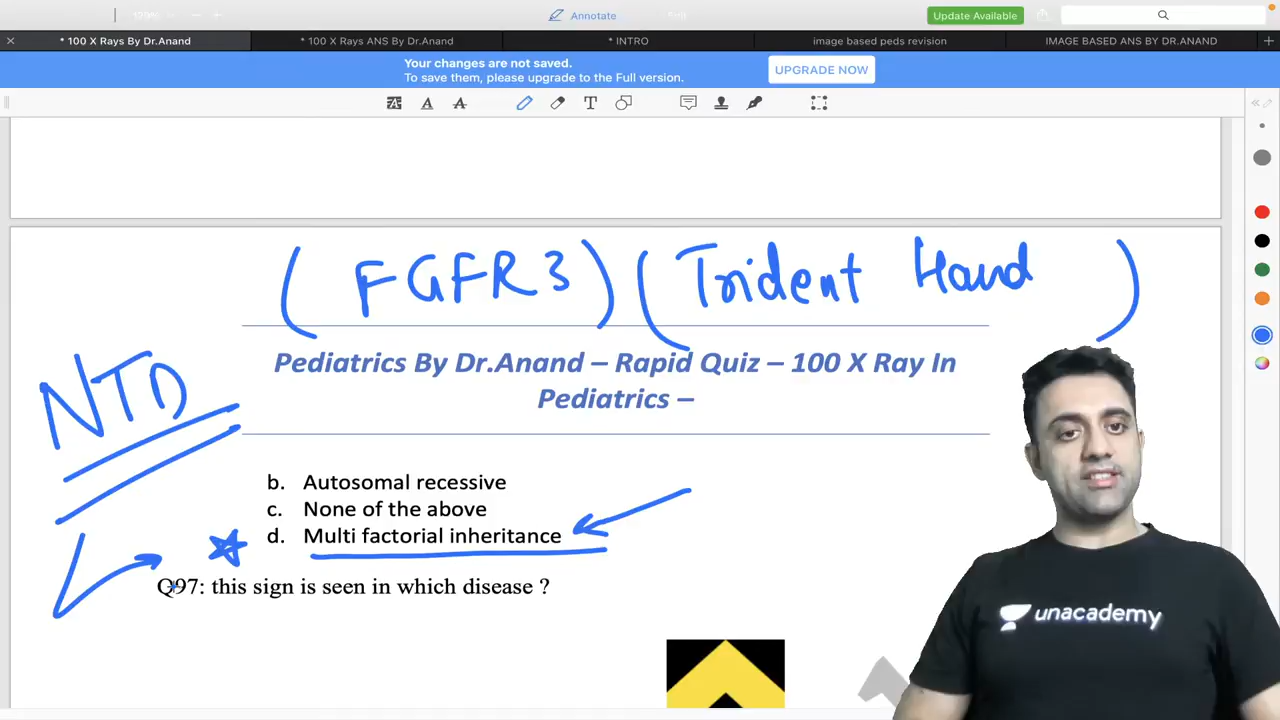 Annotate
Update Available
* 100 X Rays By Dr.Anand
* 100 X Rays ANS By Dr.Anand
* INTRO
image based peds revision
IMAGE BASED ANS BY DR.ANAND
Your changes are not saved.
To save them, please upgrade to the Full version.
UPGRADE NOW
(FGFR3) (Trident Hand )
Pediatrics By Dr.Anand – Rapid Quiz – 100 X Ray In
Pediatrics –
NTD
b. Autosomal recessive
c. None of the above
d. Multi factorial inheritance
Q97: this sign is seen in which disease ?
unacademy